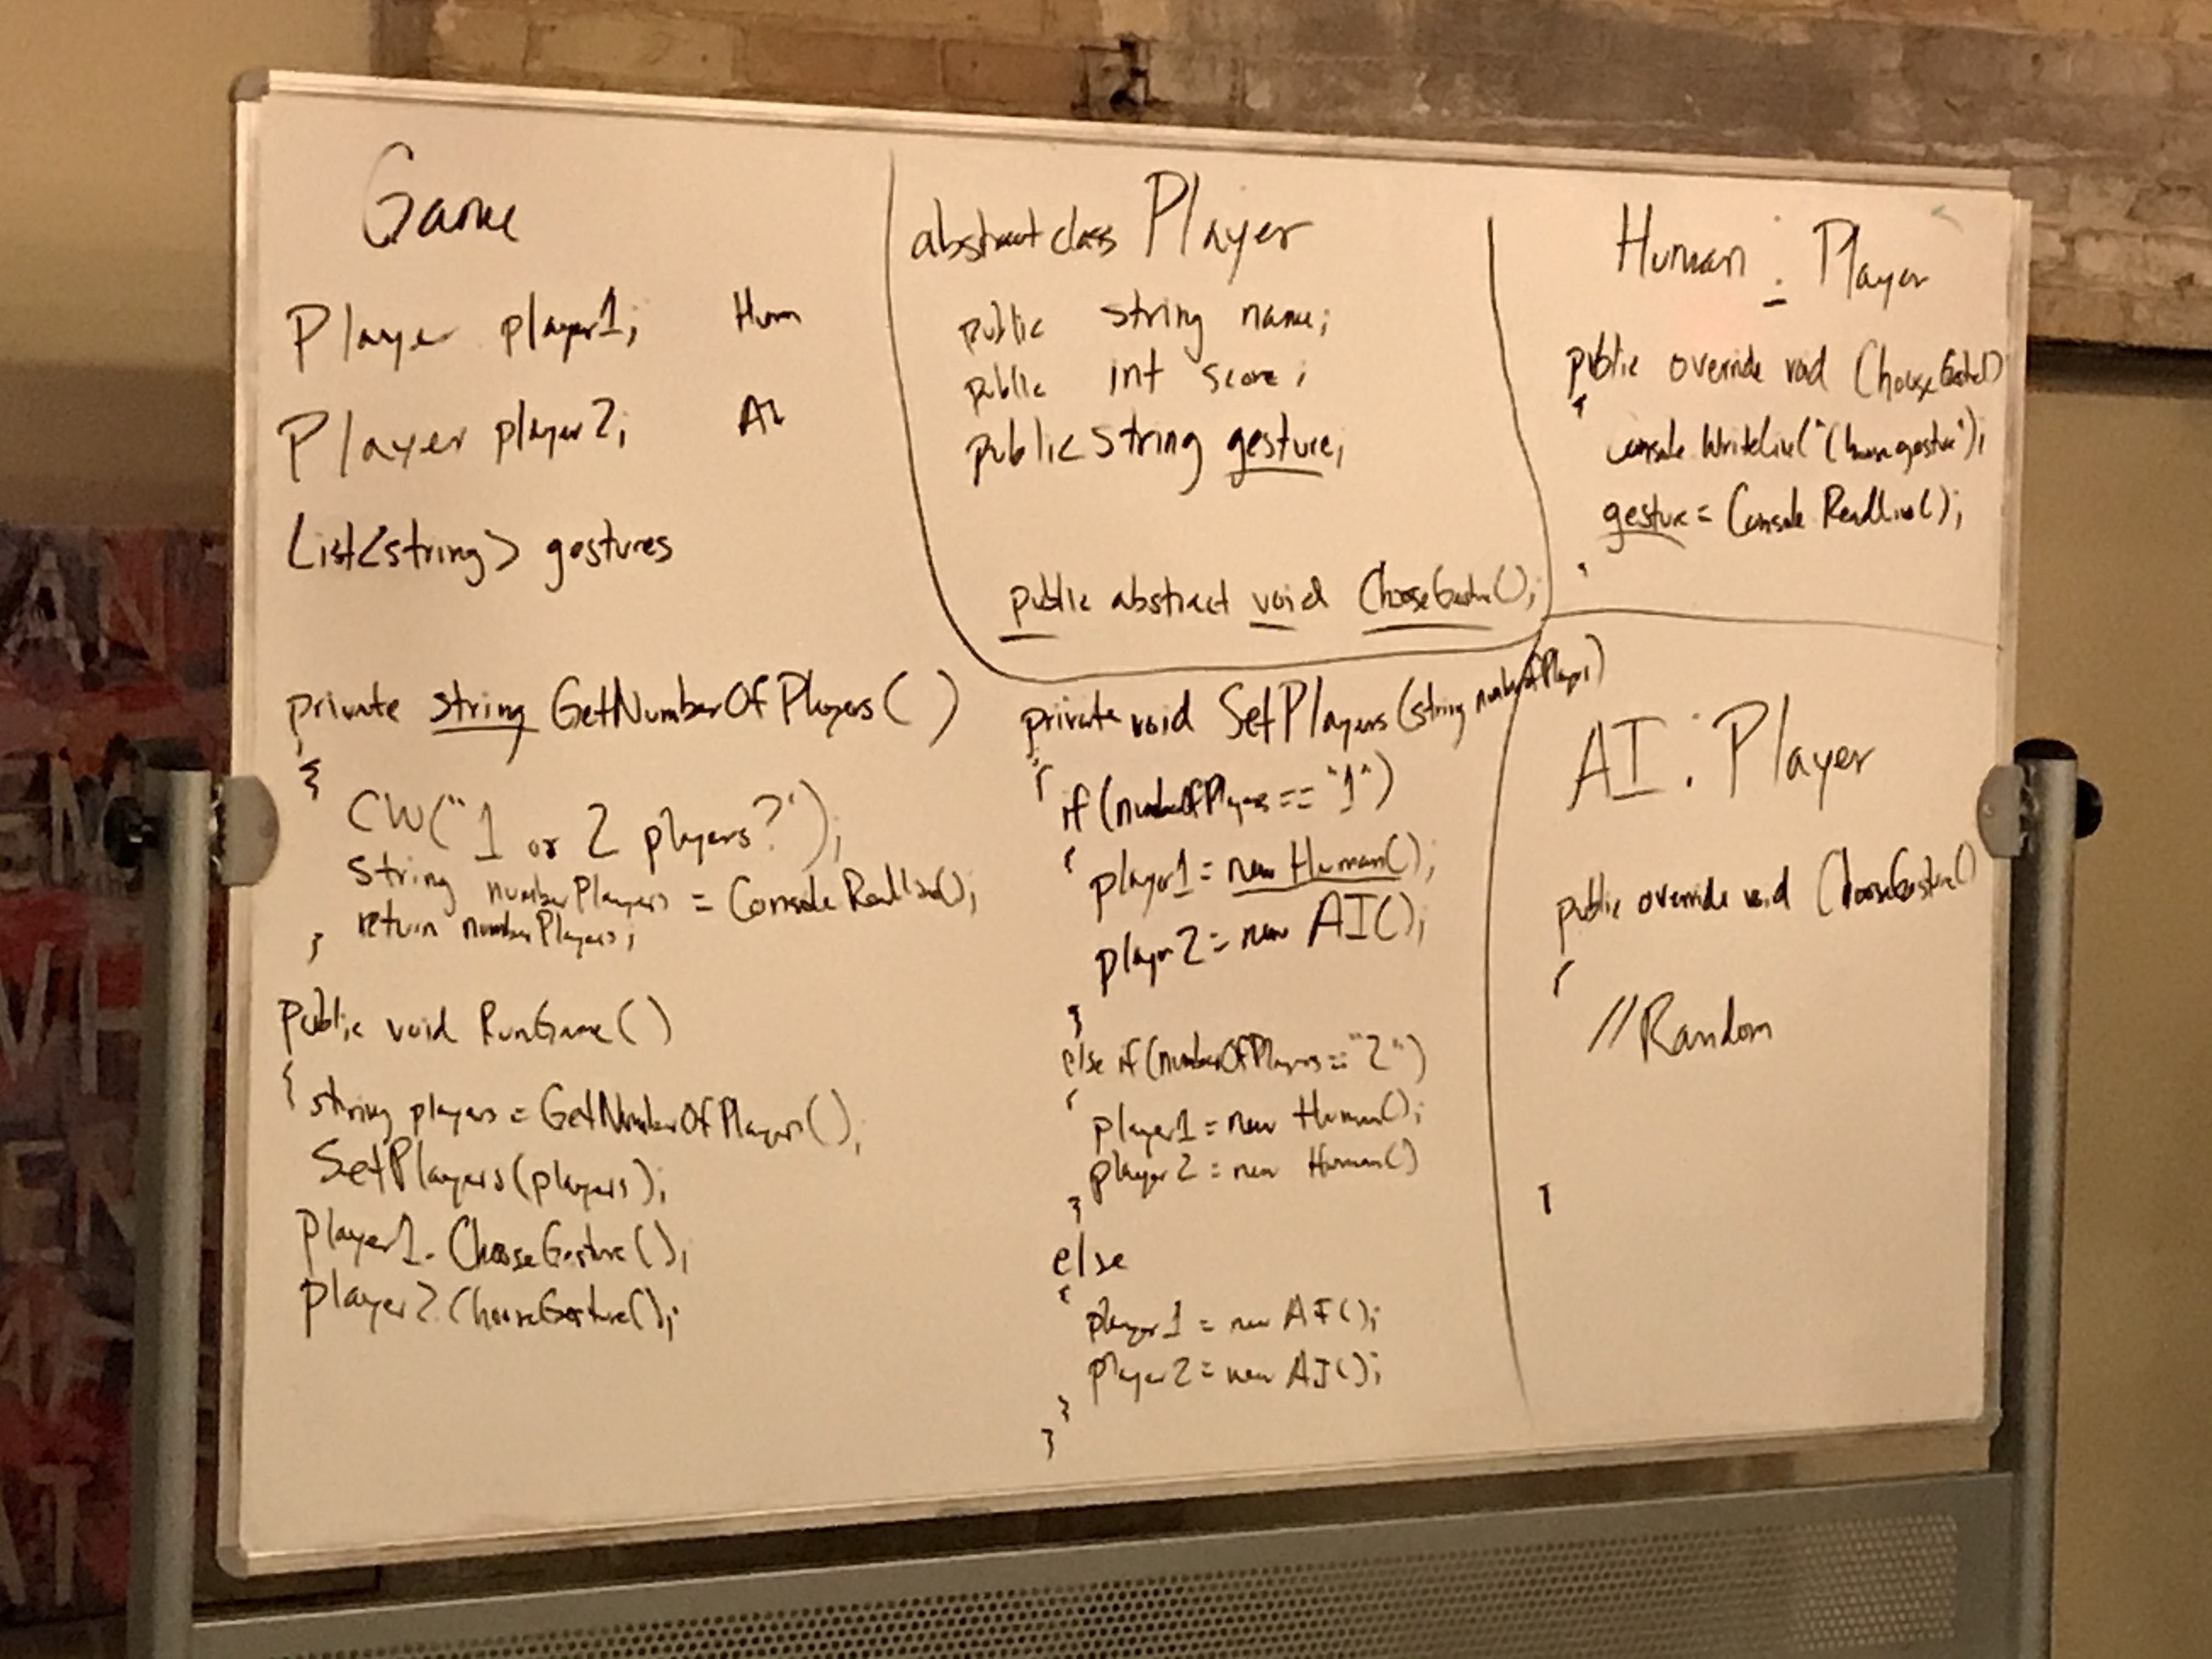 Game
Player player1; Hum
Player player2; AI
List<string> gestures
private string GetNumberOfPlayers()
{
CW("1 or 2 players?");
string numberPlayers = Console.ReadLine();
return numberPlayers;
}
public void RunGame()
{
string players = GetNumberOfPlayers();
SetPlayers(players);
player1.ChooseGesture();
player2.ChooseGesture();
abstract class Player
public string name;
public int score;
public string gesture;
public abstract void ChooseGesture();
private void SetPlayers(string numberOfPlayers)
{
if(numberOfPlayers == "1")
{
player1 = new Human();
player2 = new AI();
}
else if(numberOfPlayers == "2")
{
player1 = new Human();
player2 = new Human()
}
else
{
player1 = new AI();
player2 = new AI();
}
}
Human : Player
public override void ChooseGesture()
{
Console.WriteLine("Choose gesture");
gesture = Console.ReadLine();
}
AI : Player
public override void ChooseGesture()
{
//Random
}